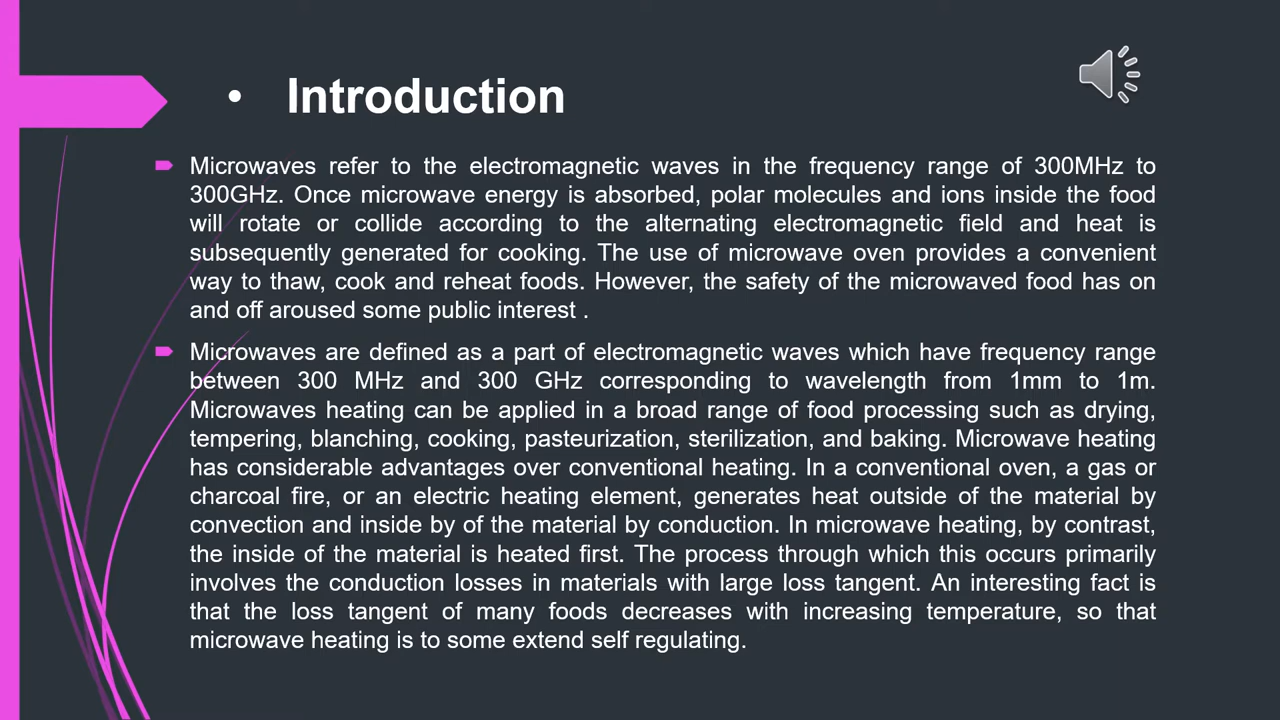 • Introduction
Microwaves refer to the electromagnetic waves in the frequency range of 300MHz to
300GHz. Once microwave energy is absorbed, polar molecules and ions inside the food
will rotate or collide according to the alternating electromagnetic field and heat is
subsequently generated for cooking. The use of microwave oven provides a convenient
way to thaw, cook and reheat foods. However, the safety of the microwaved food has on
and off aroused some public interest .
Microwaves are defined as a part of electromagnetic waves which have frequency range
between 300 MHz and 300 GHz corresponding to wavelength from 1mm to 1m.
Microwaves heating can be applied in a broad range of food processing such as drying,
tempering, blanching, cooking, pasteurization, sterilization, and baking. Microwave heating
has considerable advantages over conventional heating. In a conventional oven, a gas or
charcoal fire, or an electric heating element, generates heat outside of the material by
convection and inside by of the material by conduction. In microwave heating, by contrast,
the inside of the material is heated first. The process through which this occurs primarily
involves the conduction losses in materials with large loss tangent. An interesting fact is
that the loss tangent of many foods decreases with increasing temperature, so that
microwave heating is to some extend self regulating.